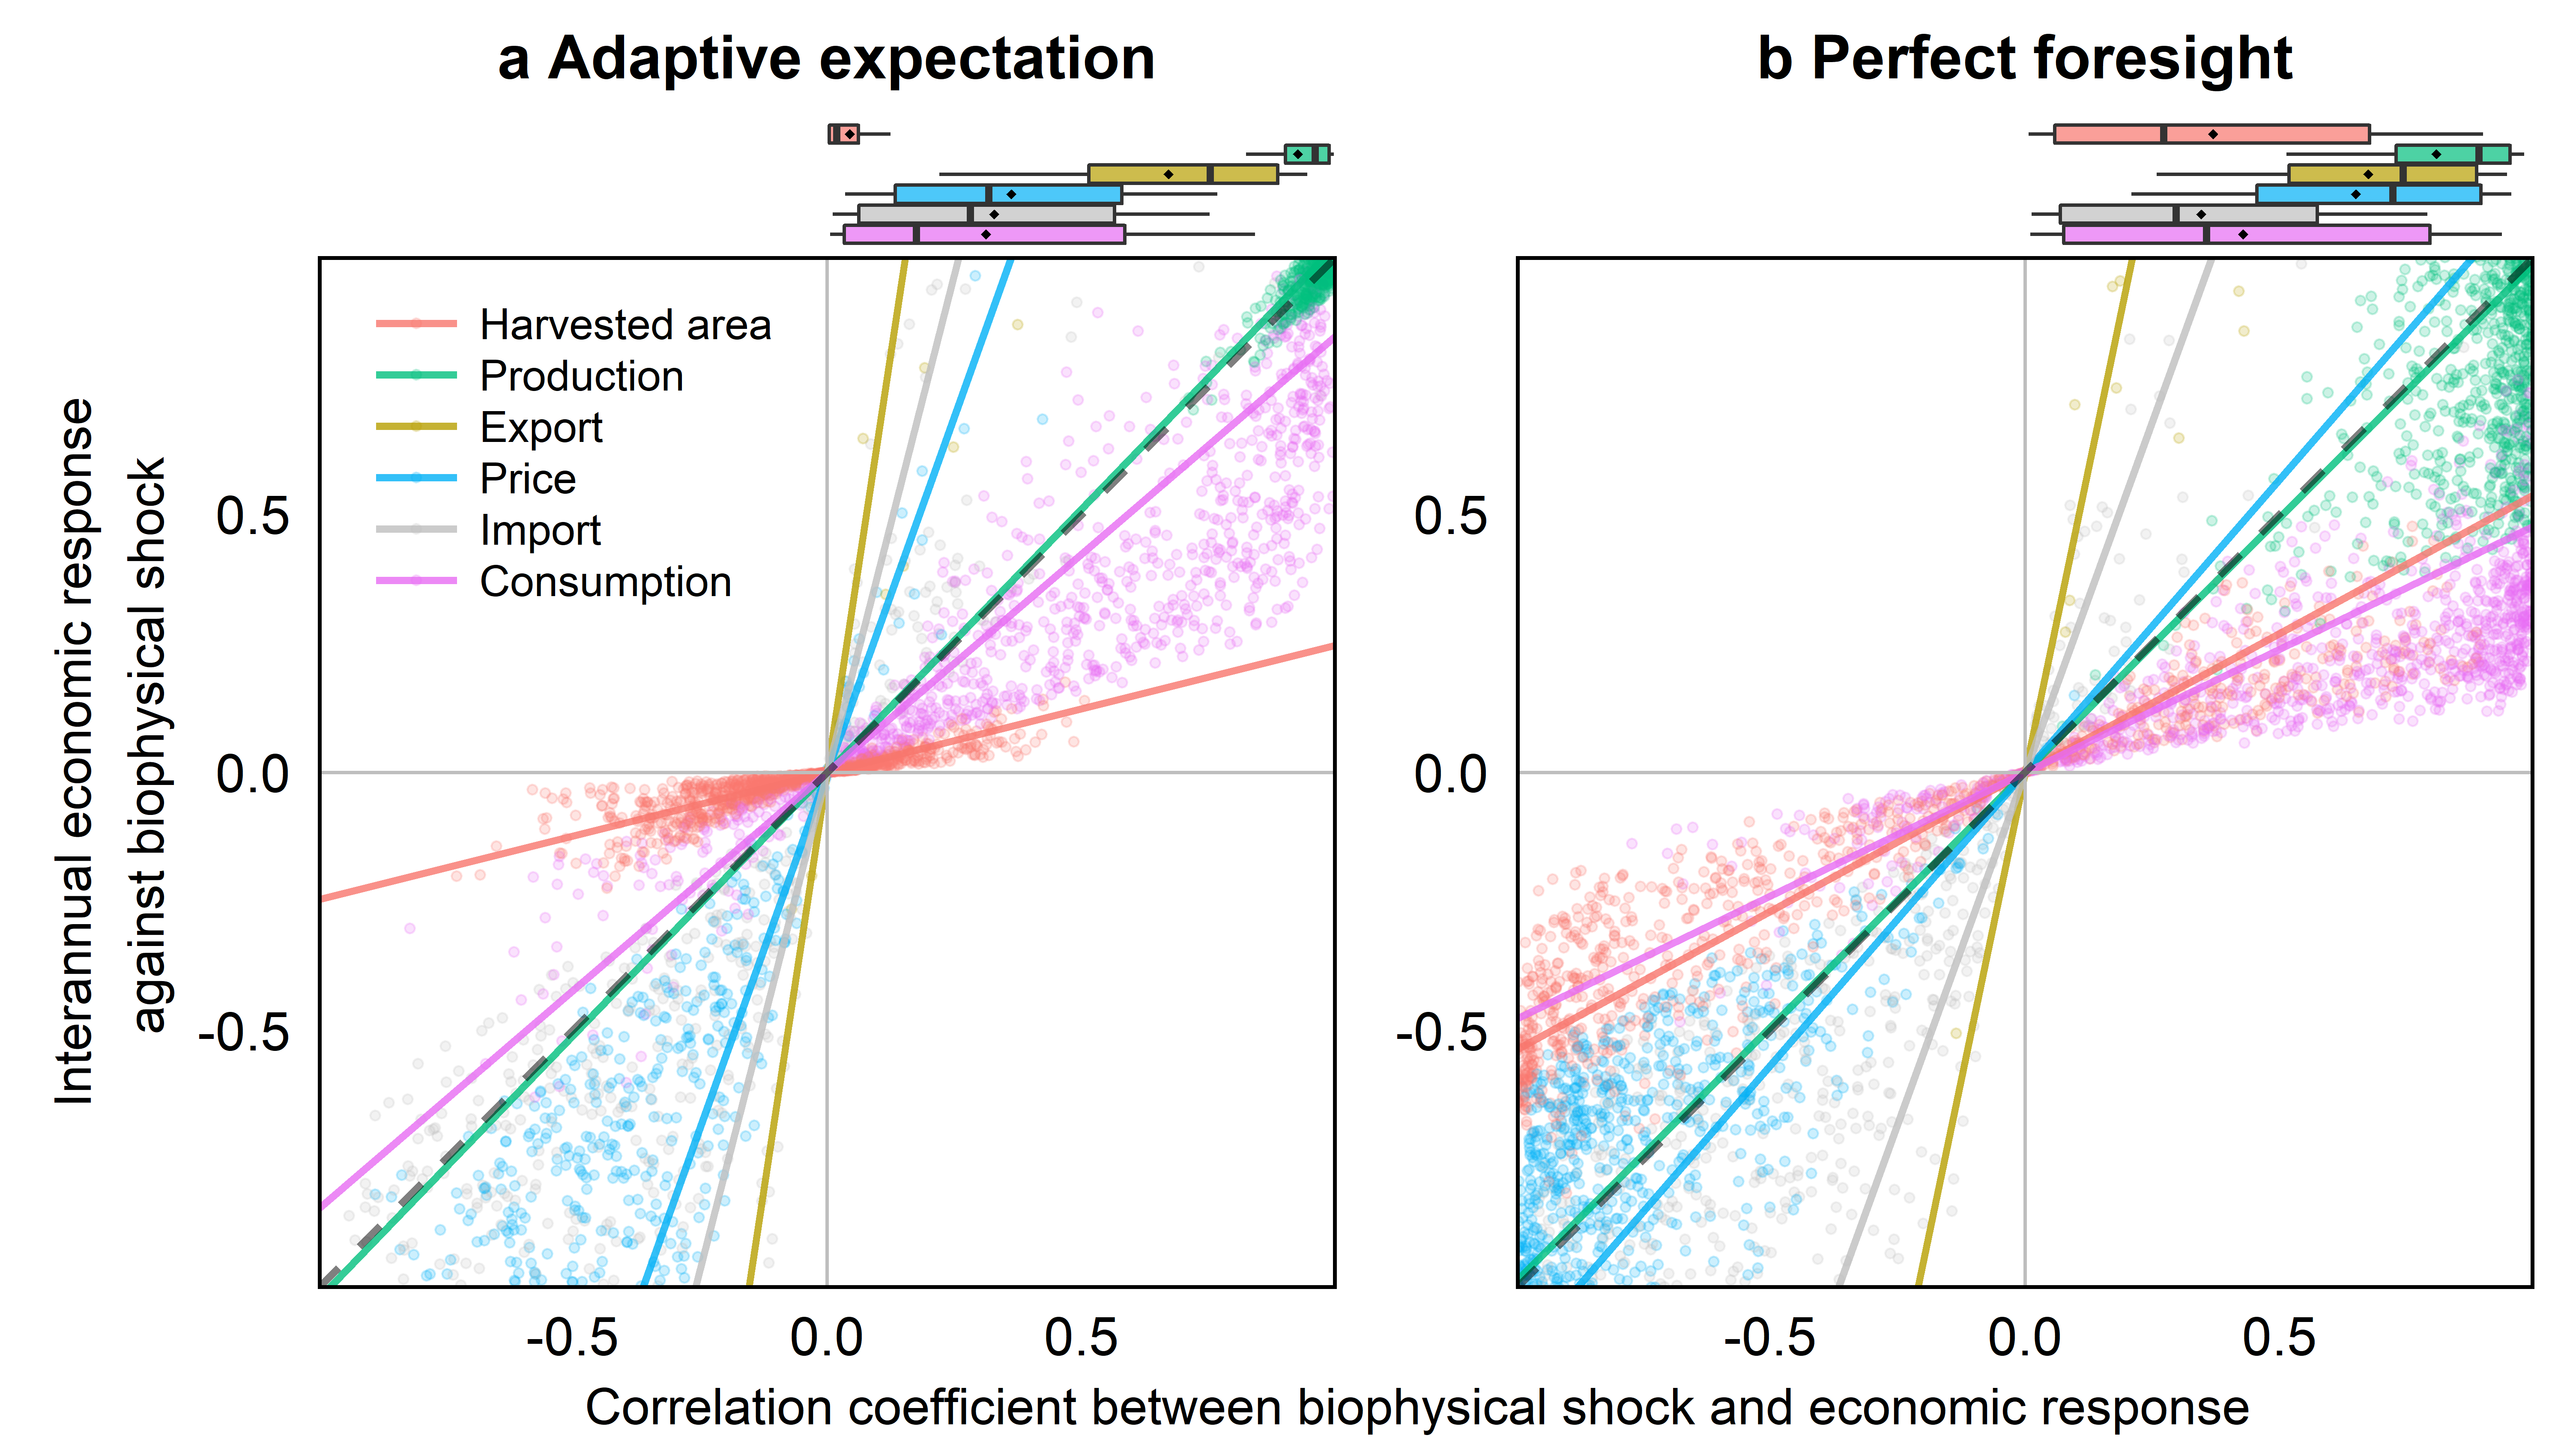 a Adaptive expectation
b Perfect foresight
Harvested area
Production
Export
Price
Import
Consumption
Interannual economic response
against biophysical shock
0.5
0.0
-0.5
0.5
0.0
-0.5
-0.5
0.0
0.5
-0.5
0.0
0.5
Correlation coefficient between biophysical shock and economic response